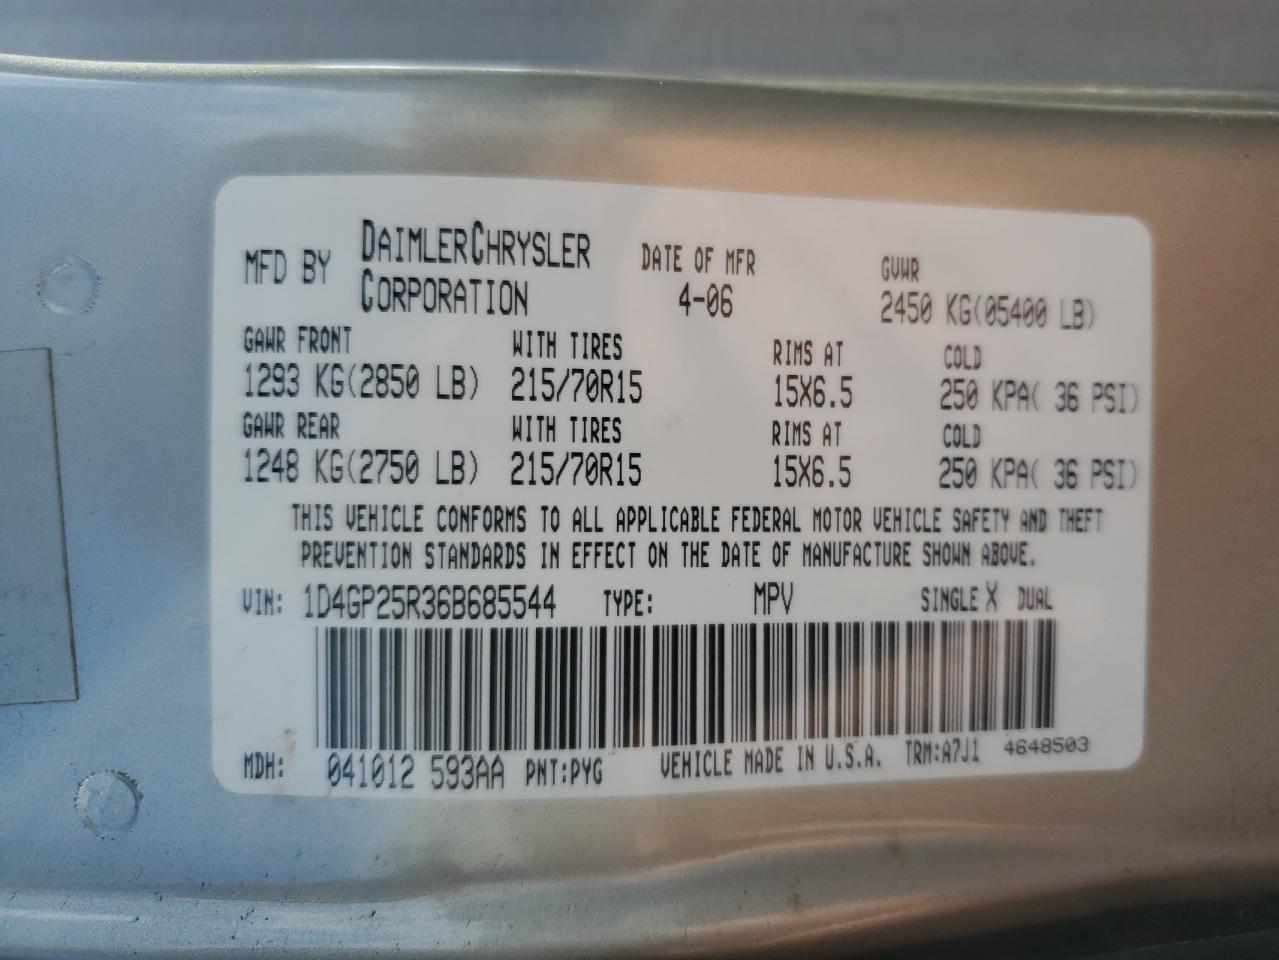 MFD BY DAIMLERCHRYSLER CORPORATION DATE OF MFR 4-06 GVWR 2450 KG(05400 LB)
GAWR FRONT WITH TIRES RIMS AT COLD
1293 KG(2850 LB) 215/70R15 15X6.5 250 KPA( 36 PSI)
GAWR REAR WITH TIRES RIMS AT COLD
1248 KG(2750 LB) 215/70R15 15X6.5 250 KPA( 36 PSI)
THIS VEHICLE CONFORMS TO ALL APPLICABLE FEDERAL MOTOR VEHICLE SAFETY AND THEFT
PREVENTION STANDARDS IN EFFECT ON THE DATE OF MANUFACTURE SHOWN ABOVE.
VIN: 1D4GP25R36B685544 TYPE: MPV SINGLE X DUAL
MDH: 041012 593AA PNT:PYG VEHICLE MADE IN U.S.A. TRM:A7J1 4648503